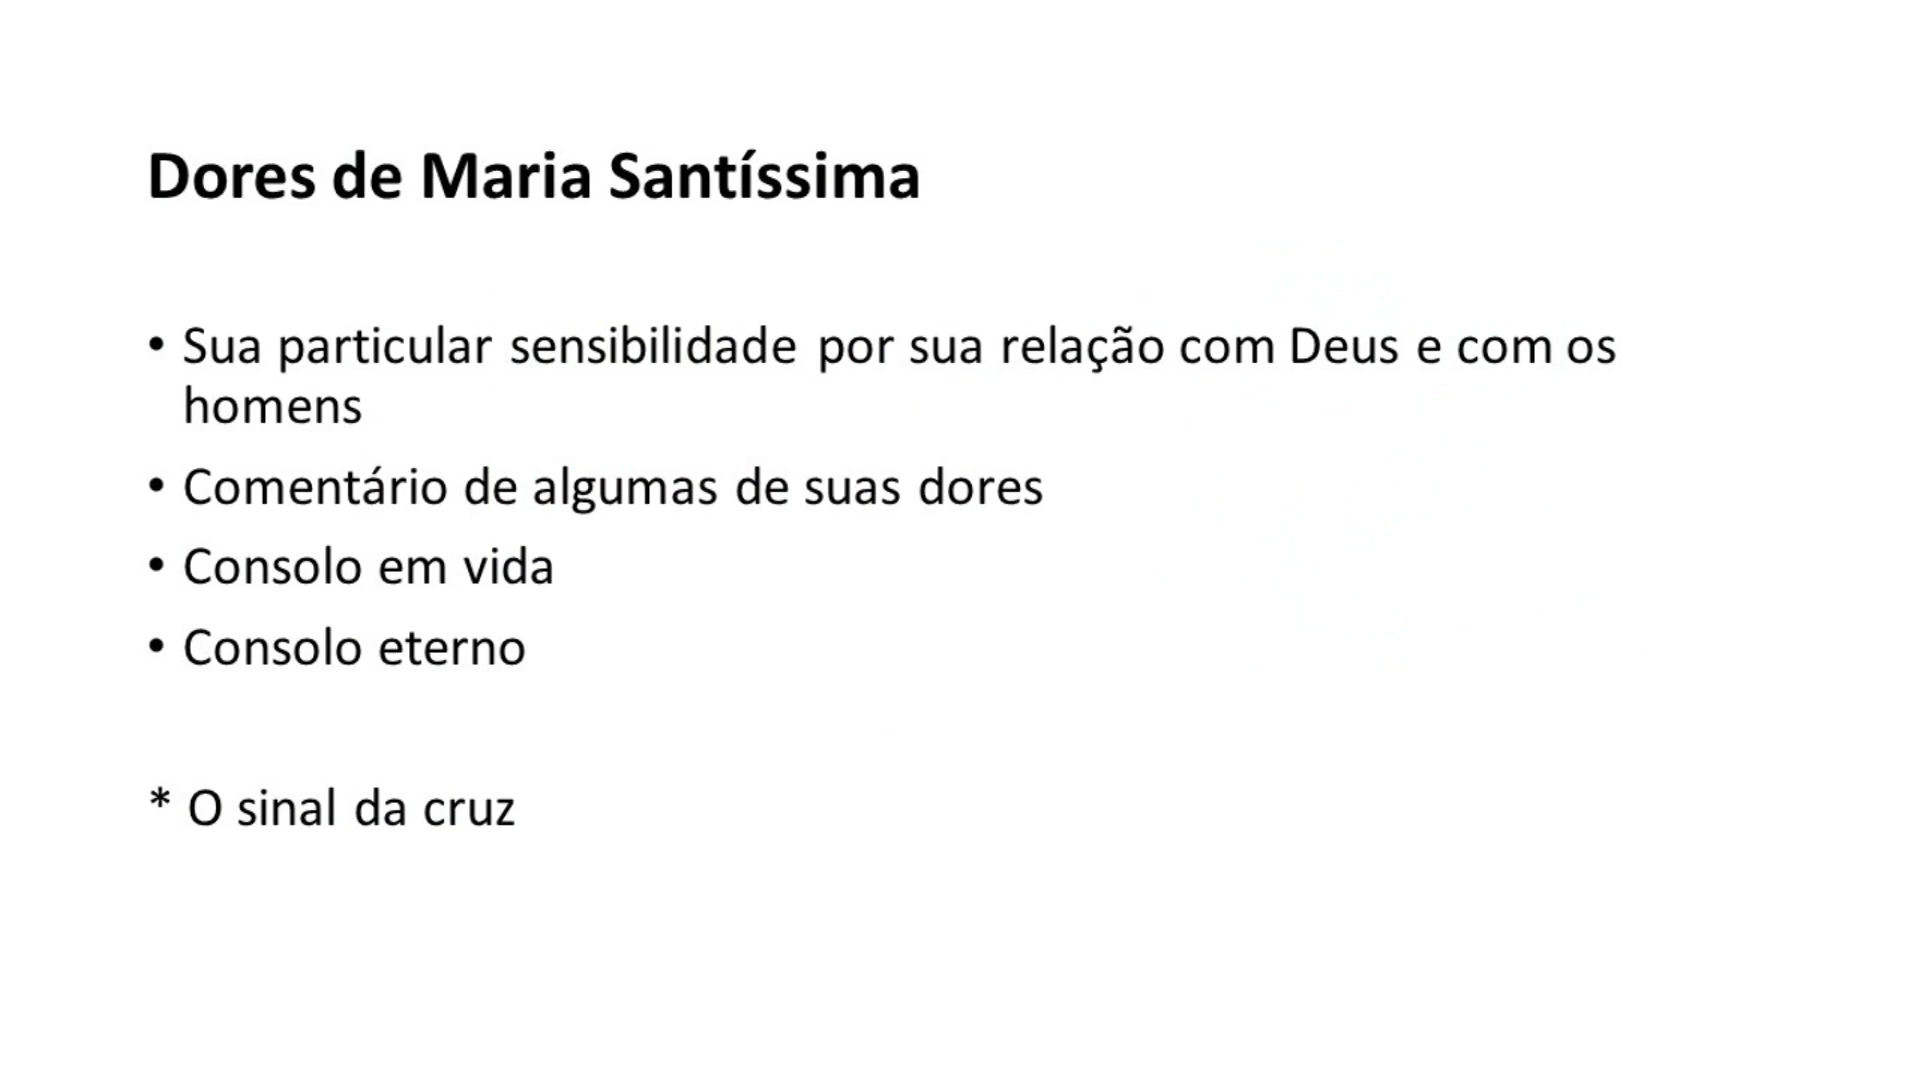 Dores de Maria Santíssima
• Sua particular sensibilidade por sua relação com Deus e com os
homens
• Comentário de algumas de suas dores
• Consolo em vida
• Consolo eterno
* O sinal da cruz